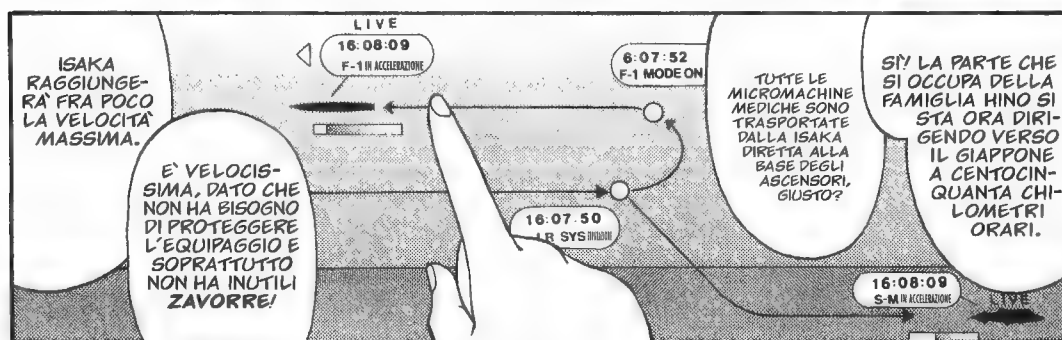 SÌ! LA PARTE CHE
SI OCCUPA DELLA
FAMIGLIA HINO SI
STA ORA DIRI-
GENDO VERSO
IL GIAPPONE
A CENTOCIN-
QUANTA CHI-
LOMETRI
ORARI.
TUTTE LE
MICROMACHINE
MEDICHE SONO
TRASPORTATE
DALLA ISAKA
DIRETTA ALLA
BASE DEGLI
ASCENSORI,
GIUSTO?
6:07:52
F-1 MODE ON
LIVE
16:08:09
F-1 IN ACCELERAZIONE
ISAKA
RAGGIUNGE-
RA' FRA POCO
LA VELOCITA'
MASSIMA.
E' VELOCIS-
SIMA, DATO CHE
NON HA BISOGNO
DI PROTEGGERE
L'EQUIPAGGIO E
SOPRATTUTTO
NON HA INUTILI
ZAVORRE!
16:07.50
LR SYS
16:08:09
S-M IN ACCELERAZIONE
LIVE